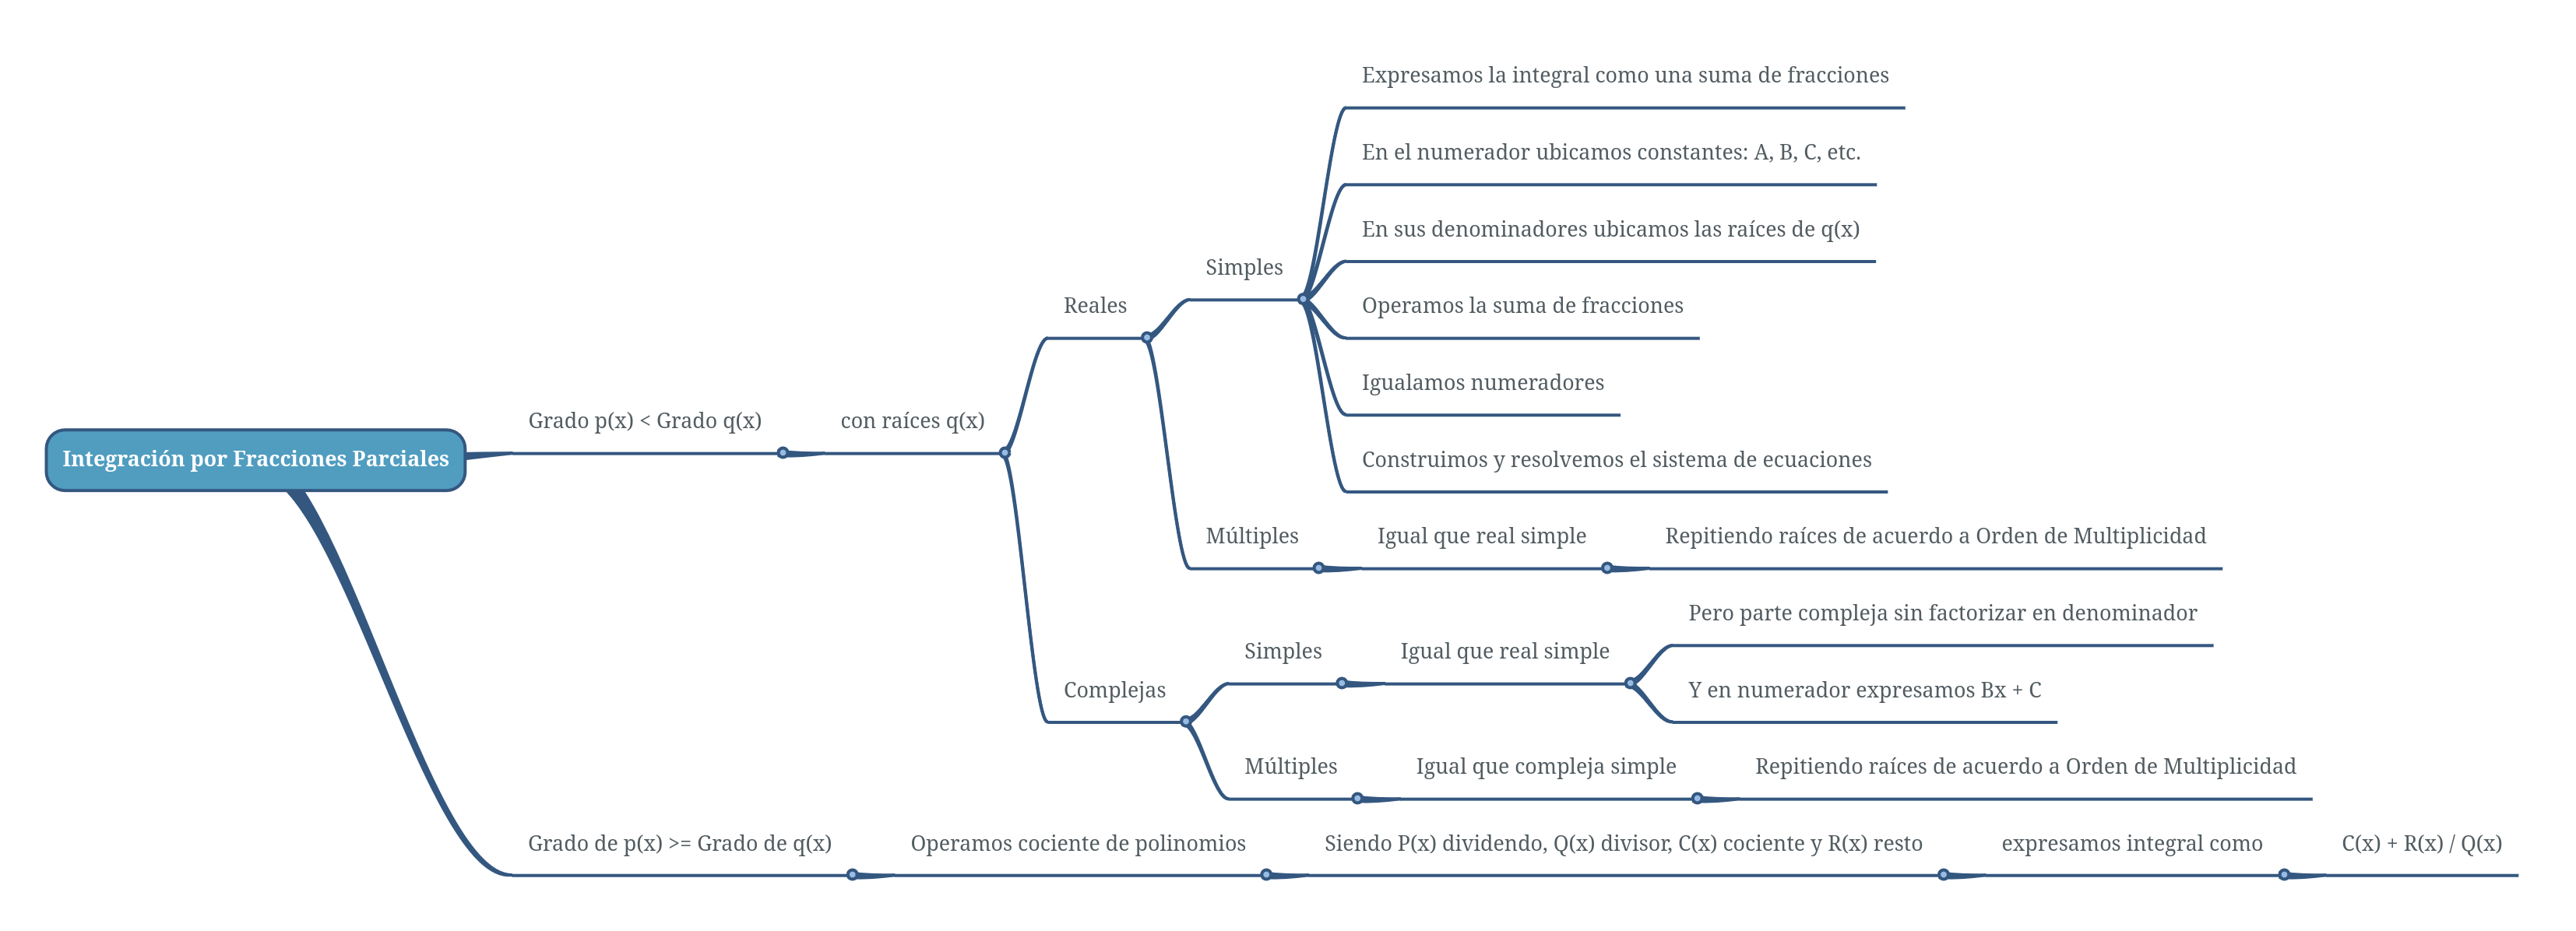 Integración por Fracciones Parciales
Grado p(x) < Grado q(x)
con raíces q(x)
Reales
Simples
Expresamos la integral como una suma de fracciones
En el numerador ubicamos constantes: A, B, C, etc.
En sus denominadores ubicamos las raíces de q(x)
Operamos la suma de fracciones
Igualamos numeradores
Construimos y resolvemos el sistema de ecuaciones
Múltiples
Igual que real simple
Repitiendo raíces de acuerdo a Orden de Multiplicidad
Complejas
Simples
Igual que real simple
Pero parte compleja sin factorizar en denominador
Y en numerador expresamos Bx + C
Múltiples
Igual que compleja simple
Repitiendo raíces de acuerdo a Orden de Multiplicidad
Grado de p(x) >= Grado de q(x)
Operamos cociente de polinomios
Siendo P(x) dividendo, Q(x) divisor, C(x) cociente y R(x) resto
expresamos integral como
C(x) + R(x) / Q(x)